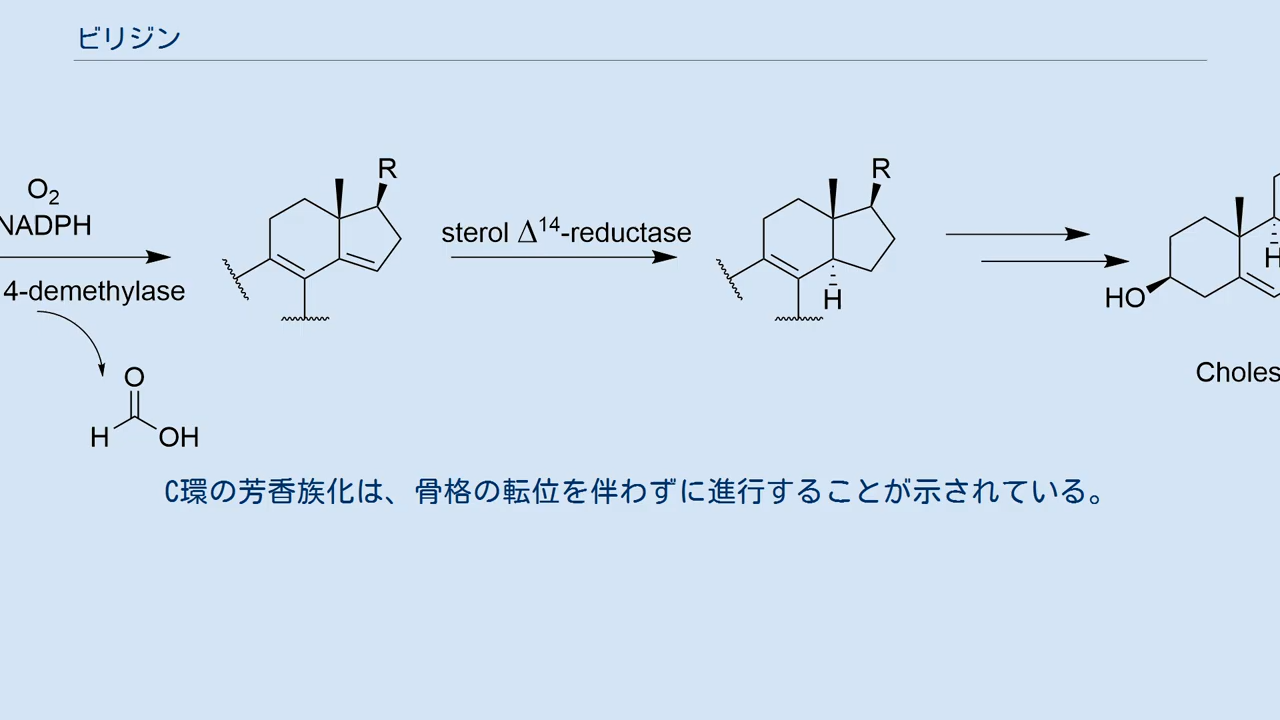 ビリジン
R
R
O2
NADPH
sterol Δ14-reductase
4-demethylase
H
H
HO
O
Choles
H
OH
C環の芳香族化は、骨格の転位を伴わずに進行することが示されている。